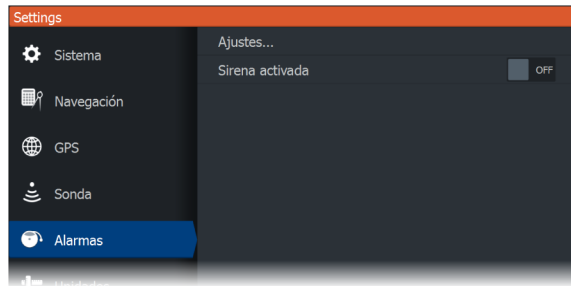 Settings
Sistema
Navegación
GPS
Sonda
Alarmas
Ajustes...
Sirena activada
OFF